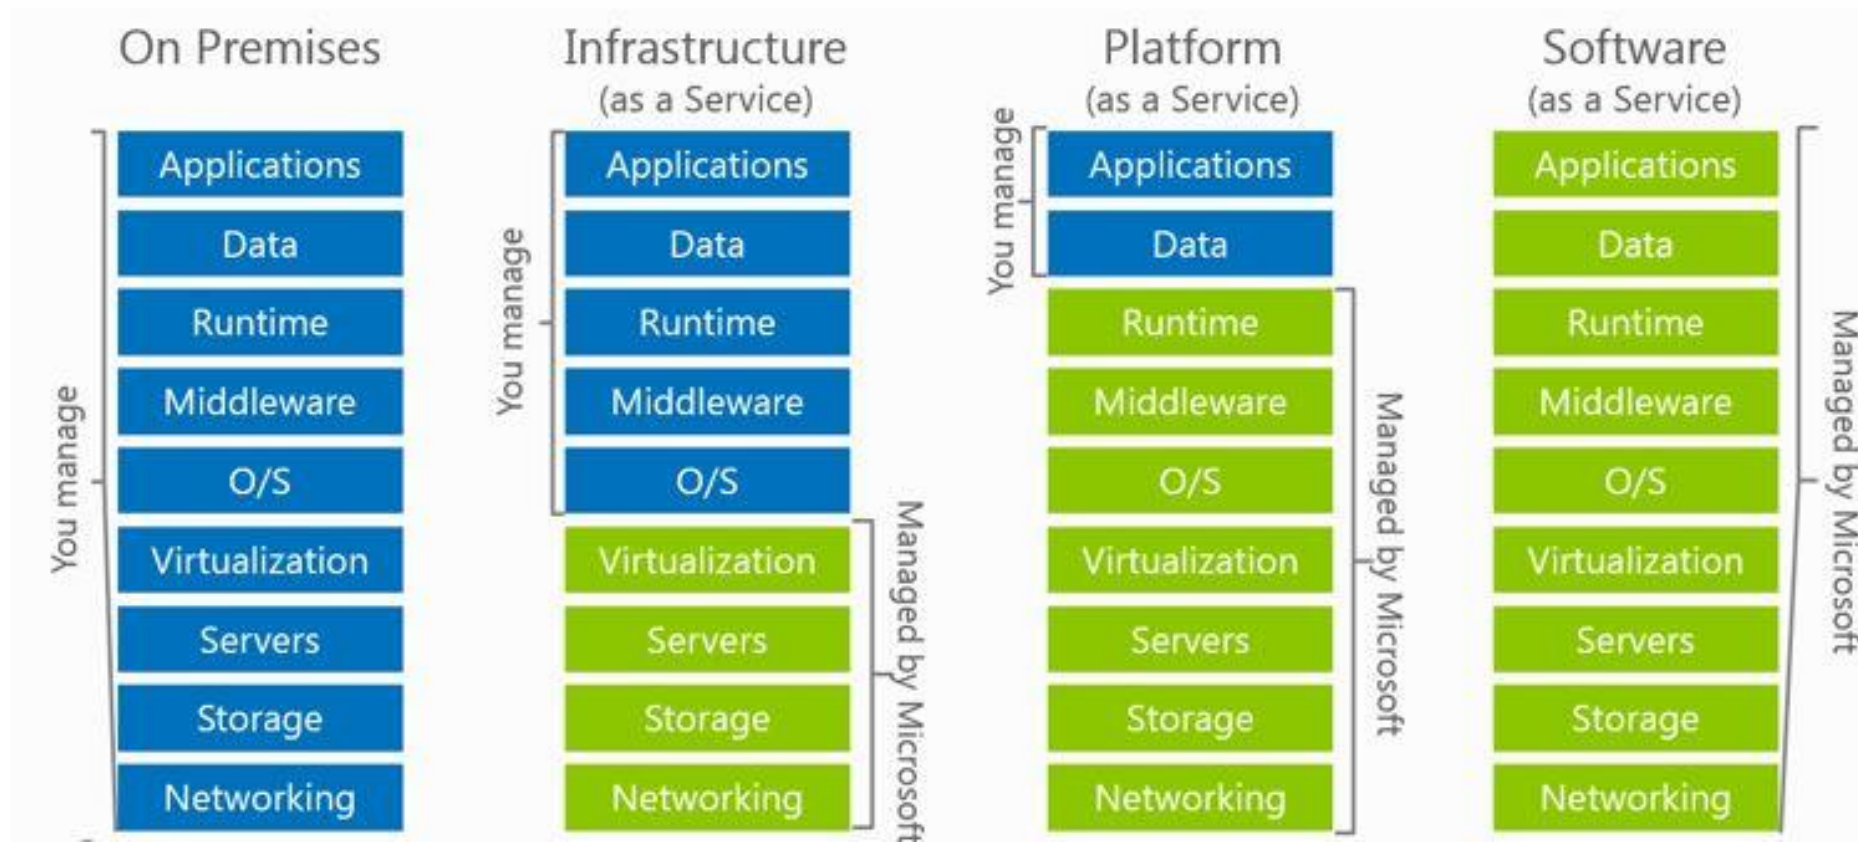 On Premises
You manage
Applications
Data
Runtime
Middleware
O/S
Virtualization
Servers
Storage
Networking
Infrastructure
(as a Service)
You manage
Applications
Data
Runtime
Middleware
O/S
Virtualization
Servers
Storage
Networking
Managed by Microsoft
Platform
(as a Service)
You manage
Applications
Data
Runtime
Middleware
O/S
Virtualization
Servers
Storage
Networking
Managed by Microsoft
Software
(as a Service)
Applications
Data
Runtime
Middleware
O/S
Virtualization
Servers
Storage
Networking
Managed by Microsoft